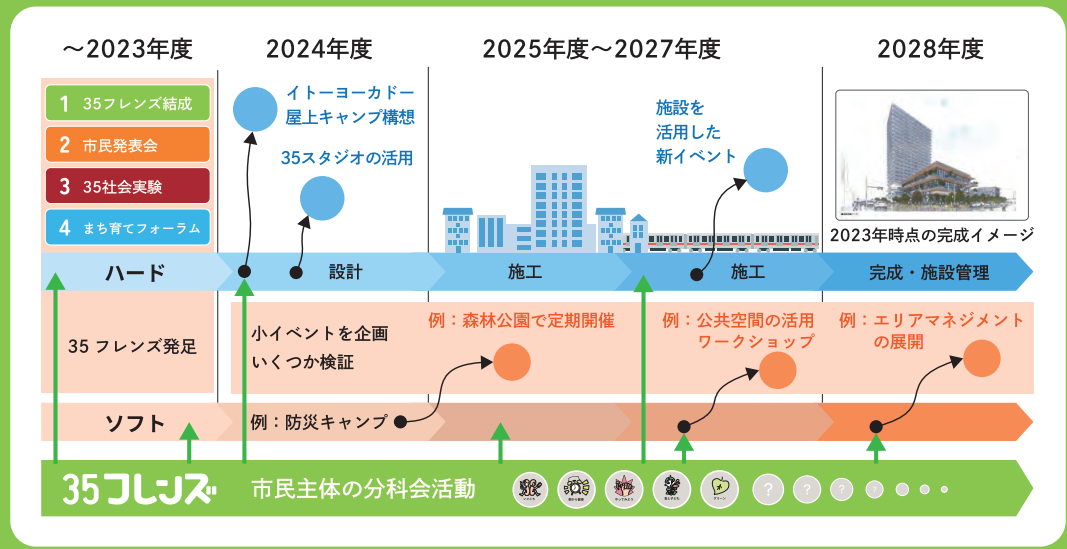 ～2023年度
2024年度
2025年度～2027年度
2028年度
1 35フレンズ結成
2 市民発表会
3 35社会実験
4 まち育てフォーラム
イトーヨーカドー
屋上キャンプ構想
35スタジオの活用
施設を
活用した
新イベント
2023年時点の完成イメージ
ハード
設計
施工
施工
完成・施設管理
35 フレンズ発足
小イベントを企画
いくつか検証
例：森林公園で定期開催
例：公共空間の活用
ワークショップ
例：エリアマネジメント
の展開
ソフト
例：防災キャンプ
35フレンズ
市民主体の分科会活動
? ? ? ?